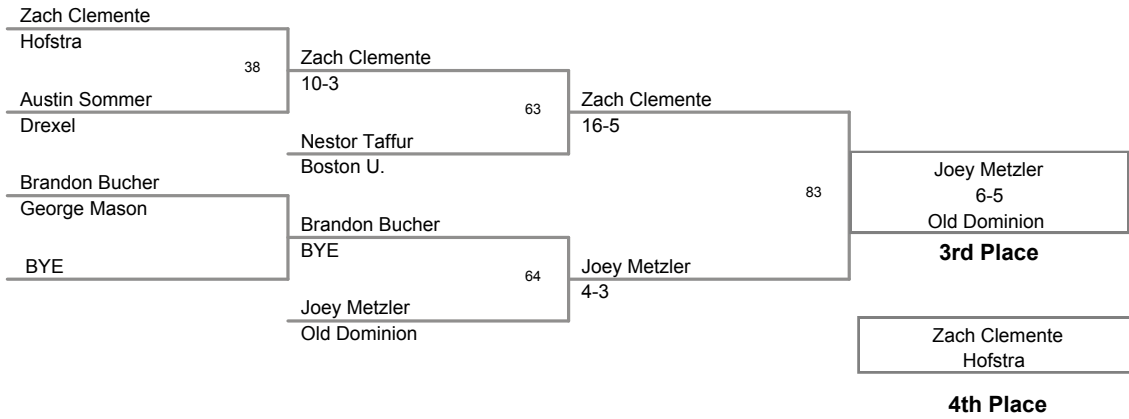 Zach Clemente
Hofstra
38
Zach Clemente
10-3
Austin Sommer
Drexel
63
Zach Clemente
16-5
Nestor Taffur
Boston U.
Brandon Bucher
George Mason
83
Joey Metzler
6-5
Old Dominion
3rd Place
Brandon Bucher
BYE
BYE
64
Joey Metzler
4-3
Joey Metzler
Old Dominion
Zach Clemente
Hofstra
4th Place